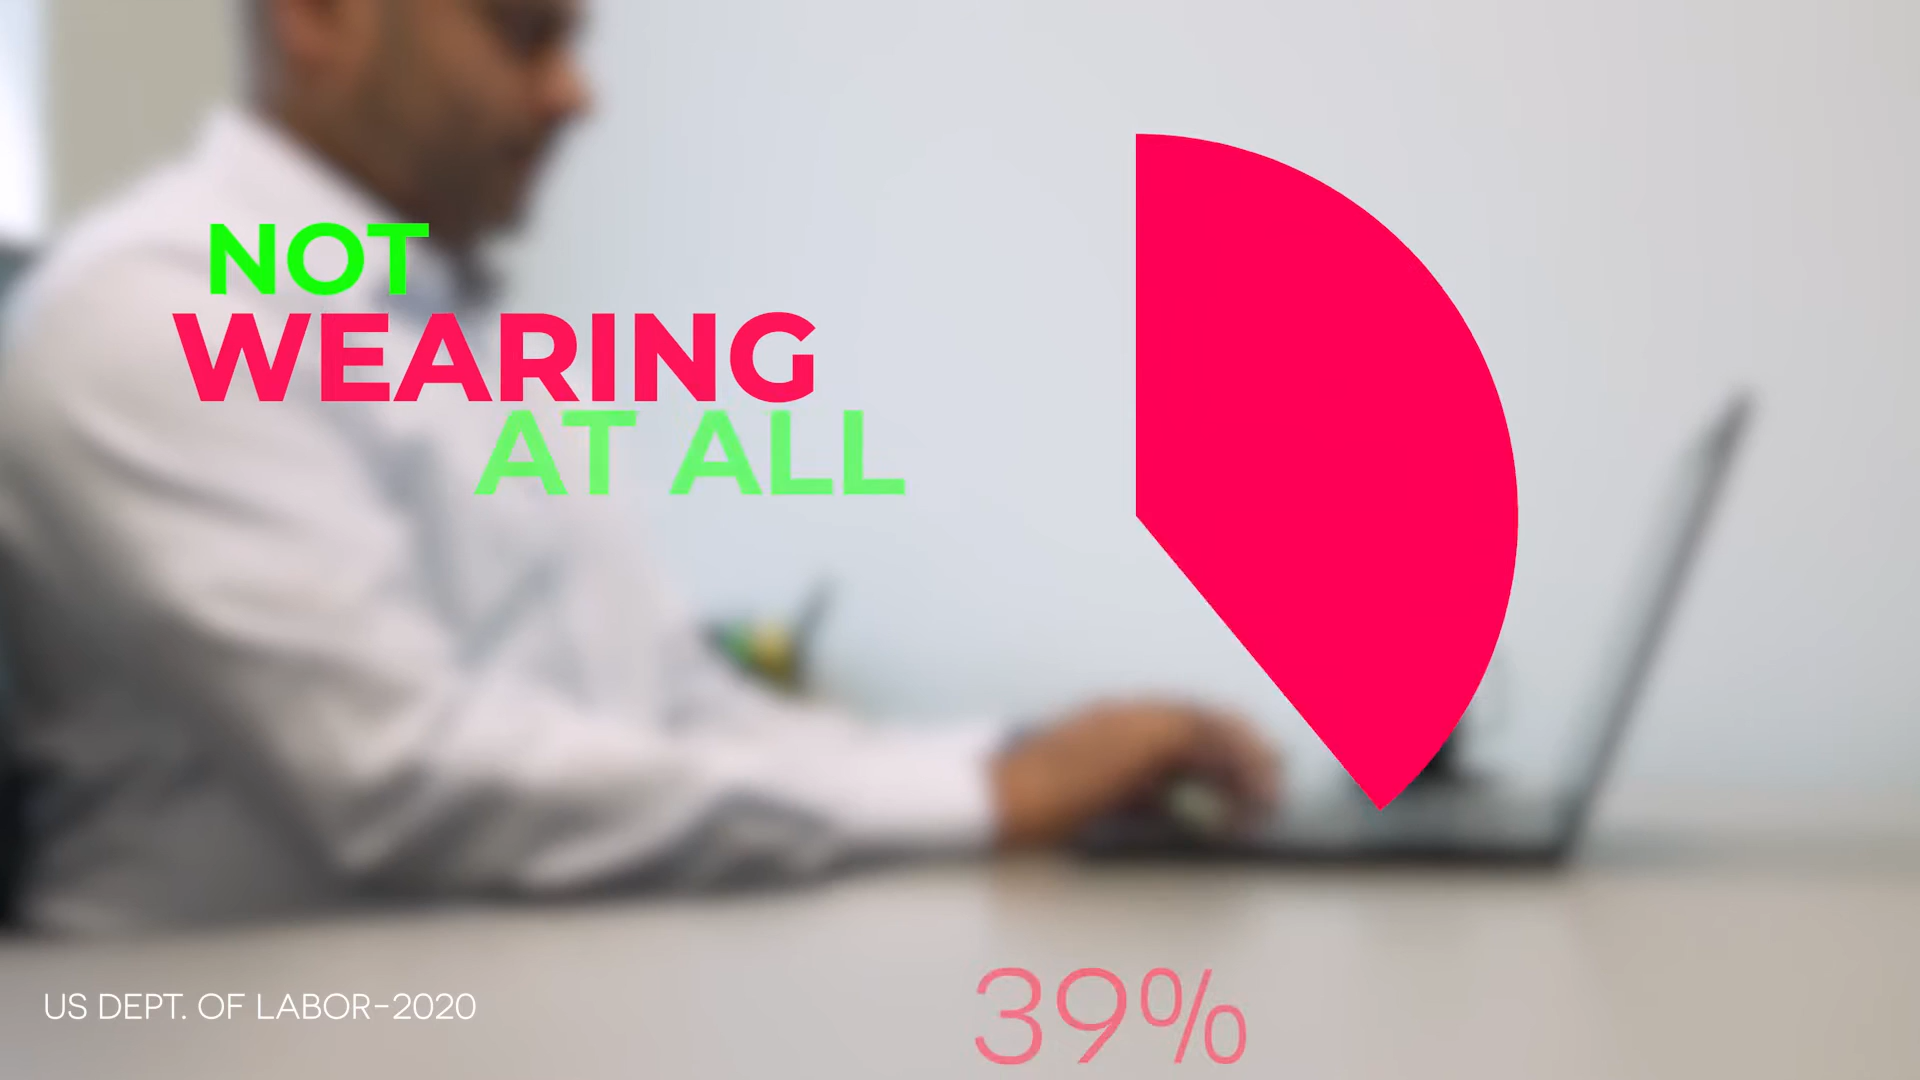 NOT
WEARING
AT ALL
US DEPT. OF LABOR-2020
39%